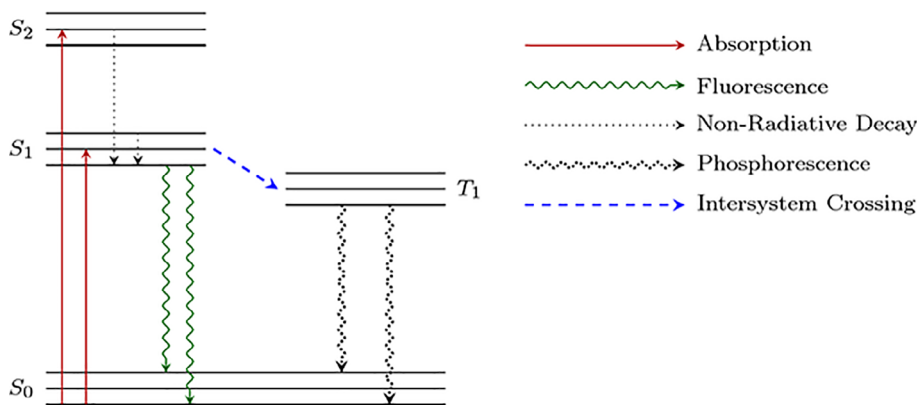 S₂
S₁
S₀
T₁
Absorption
Fluorescence
Non-Radiative Decay
Phosphorescence
Intersystem Crossing